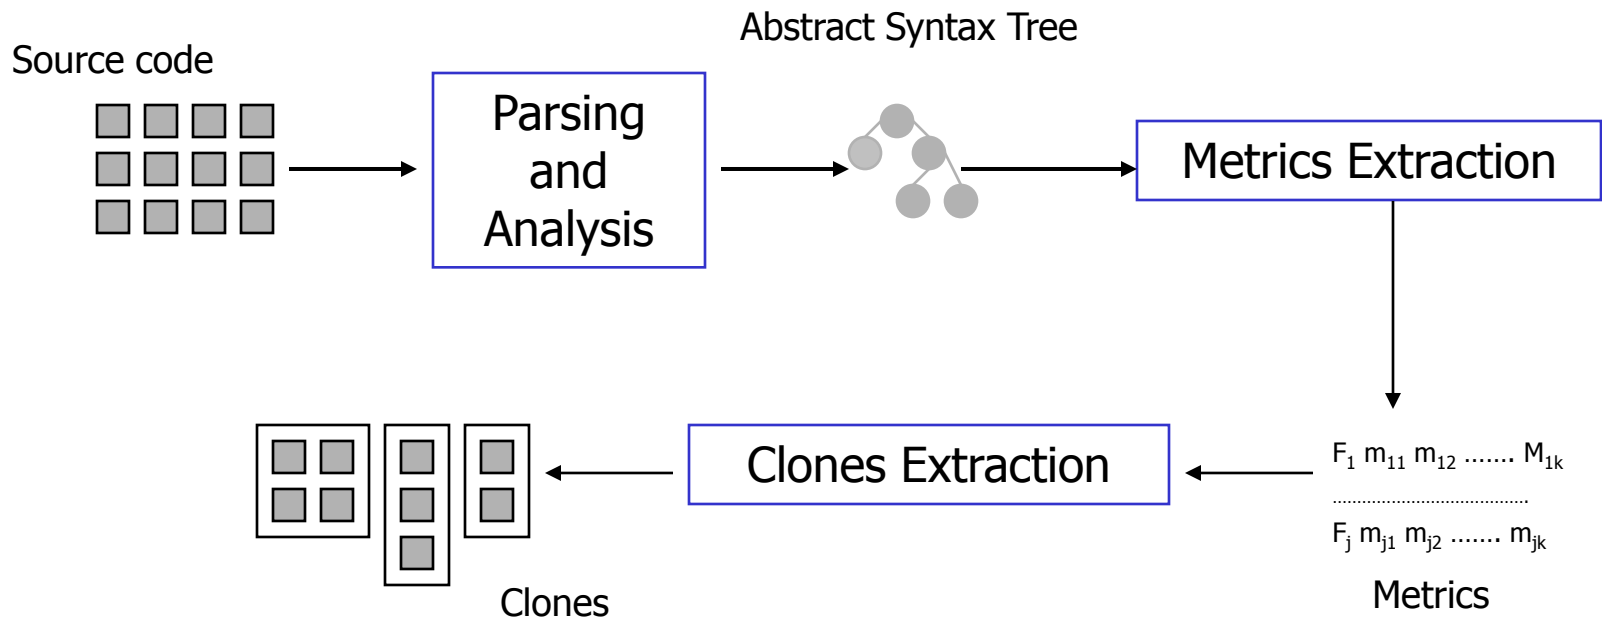 Abstract Syntax Tree
Source code
Parsing
and
Analysis
Metrics Extraction
Clones Extraction
F1 m11 m12 ....... M1k
.......................................
Fj mj1 mj2 ....... mjk
Metrics
Clones